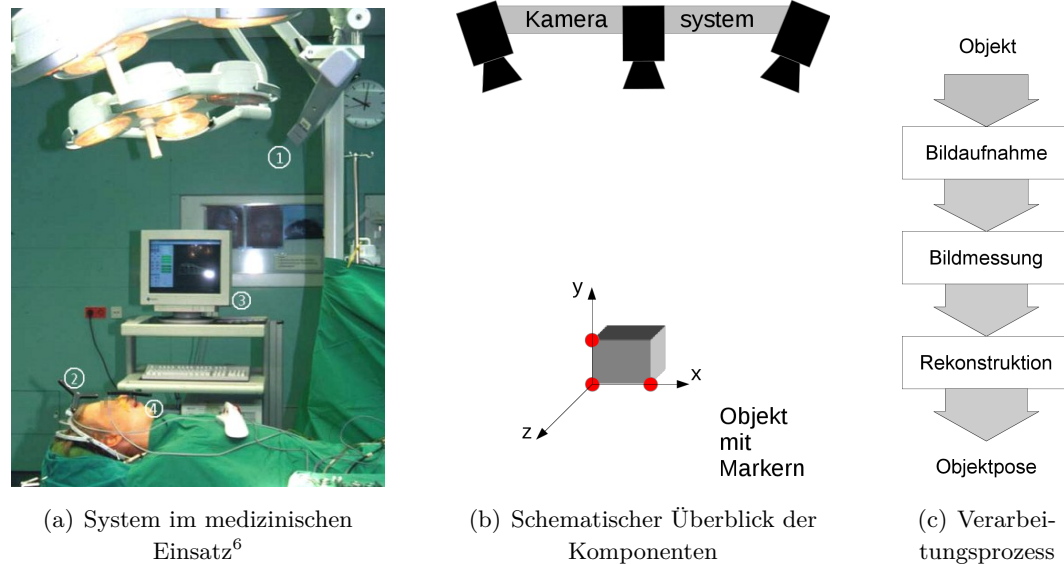 ①
②
③
④
Kamera system
y
x
z
Objekt
mit
Markern
Objekt
Bildaufnahme
Bildmessung
Rekonstruktion
Objektpose
(a) System im medizinischen
Einsatz⁶
(b) Schematischer Überblick der
Komponenten
(c) Verarbei-
tungsprozess